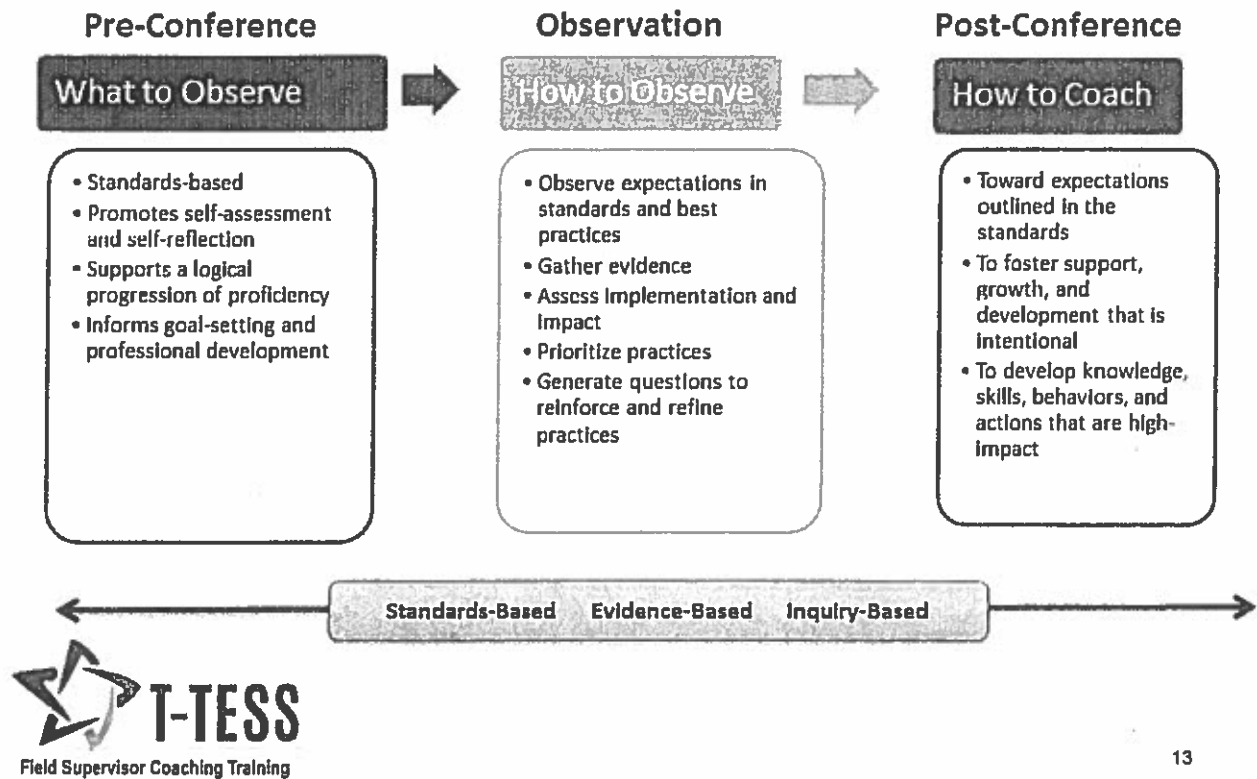 Pre-Conference
What to Observe
• Standards-based
• Promotes self-assessment
and self-reflection
• Supports a logical
progression of proficiency
• Informs goal-setting and
professional development
Observation
How to Observe
• Observe expectations in
standards and best
practices
• Gather evidence
• Assess Implementation and
Impact
• Prioritize practices
• Generate questions to
reinforce and refine
practices
Post-Conference
How to Coach
• Toward expectations
outlined in the
standards
• To foster support,
growth, and
development that is
intentional
• To develop knowledge,
skills, behaviors, and
actions that are high-
impact
Standards-Based Evidence-Based Inquiry-Based
T-TESS
Field Supervisor Coaching Training
13